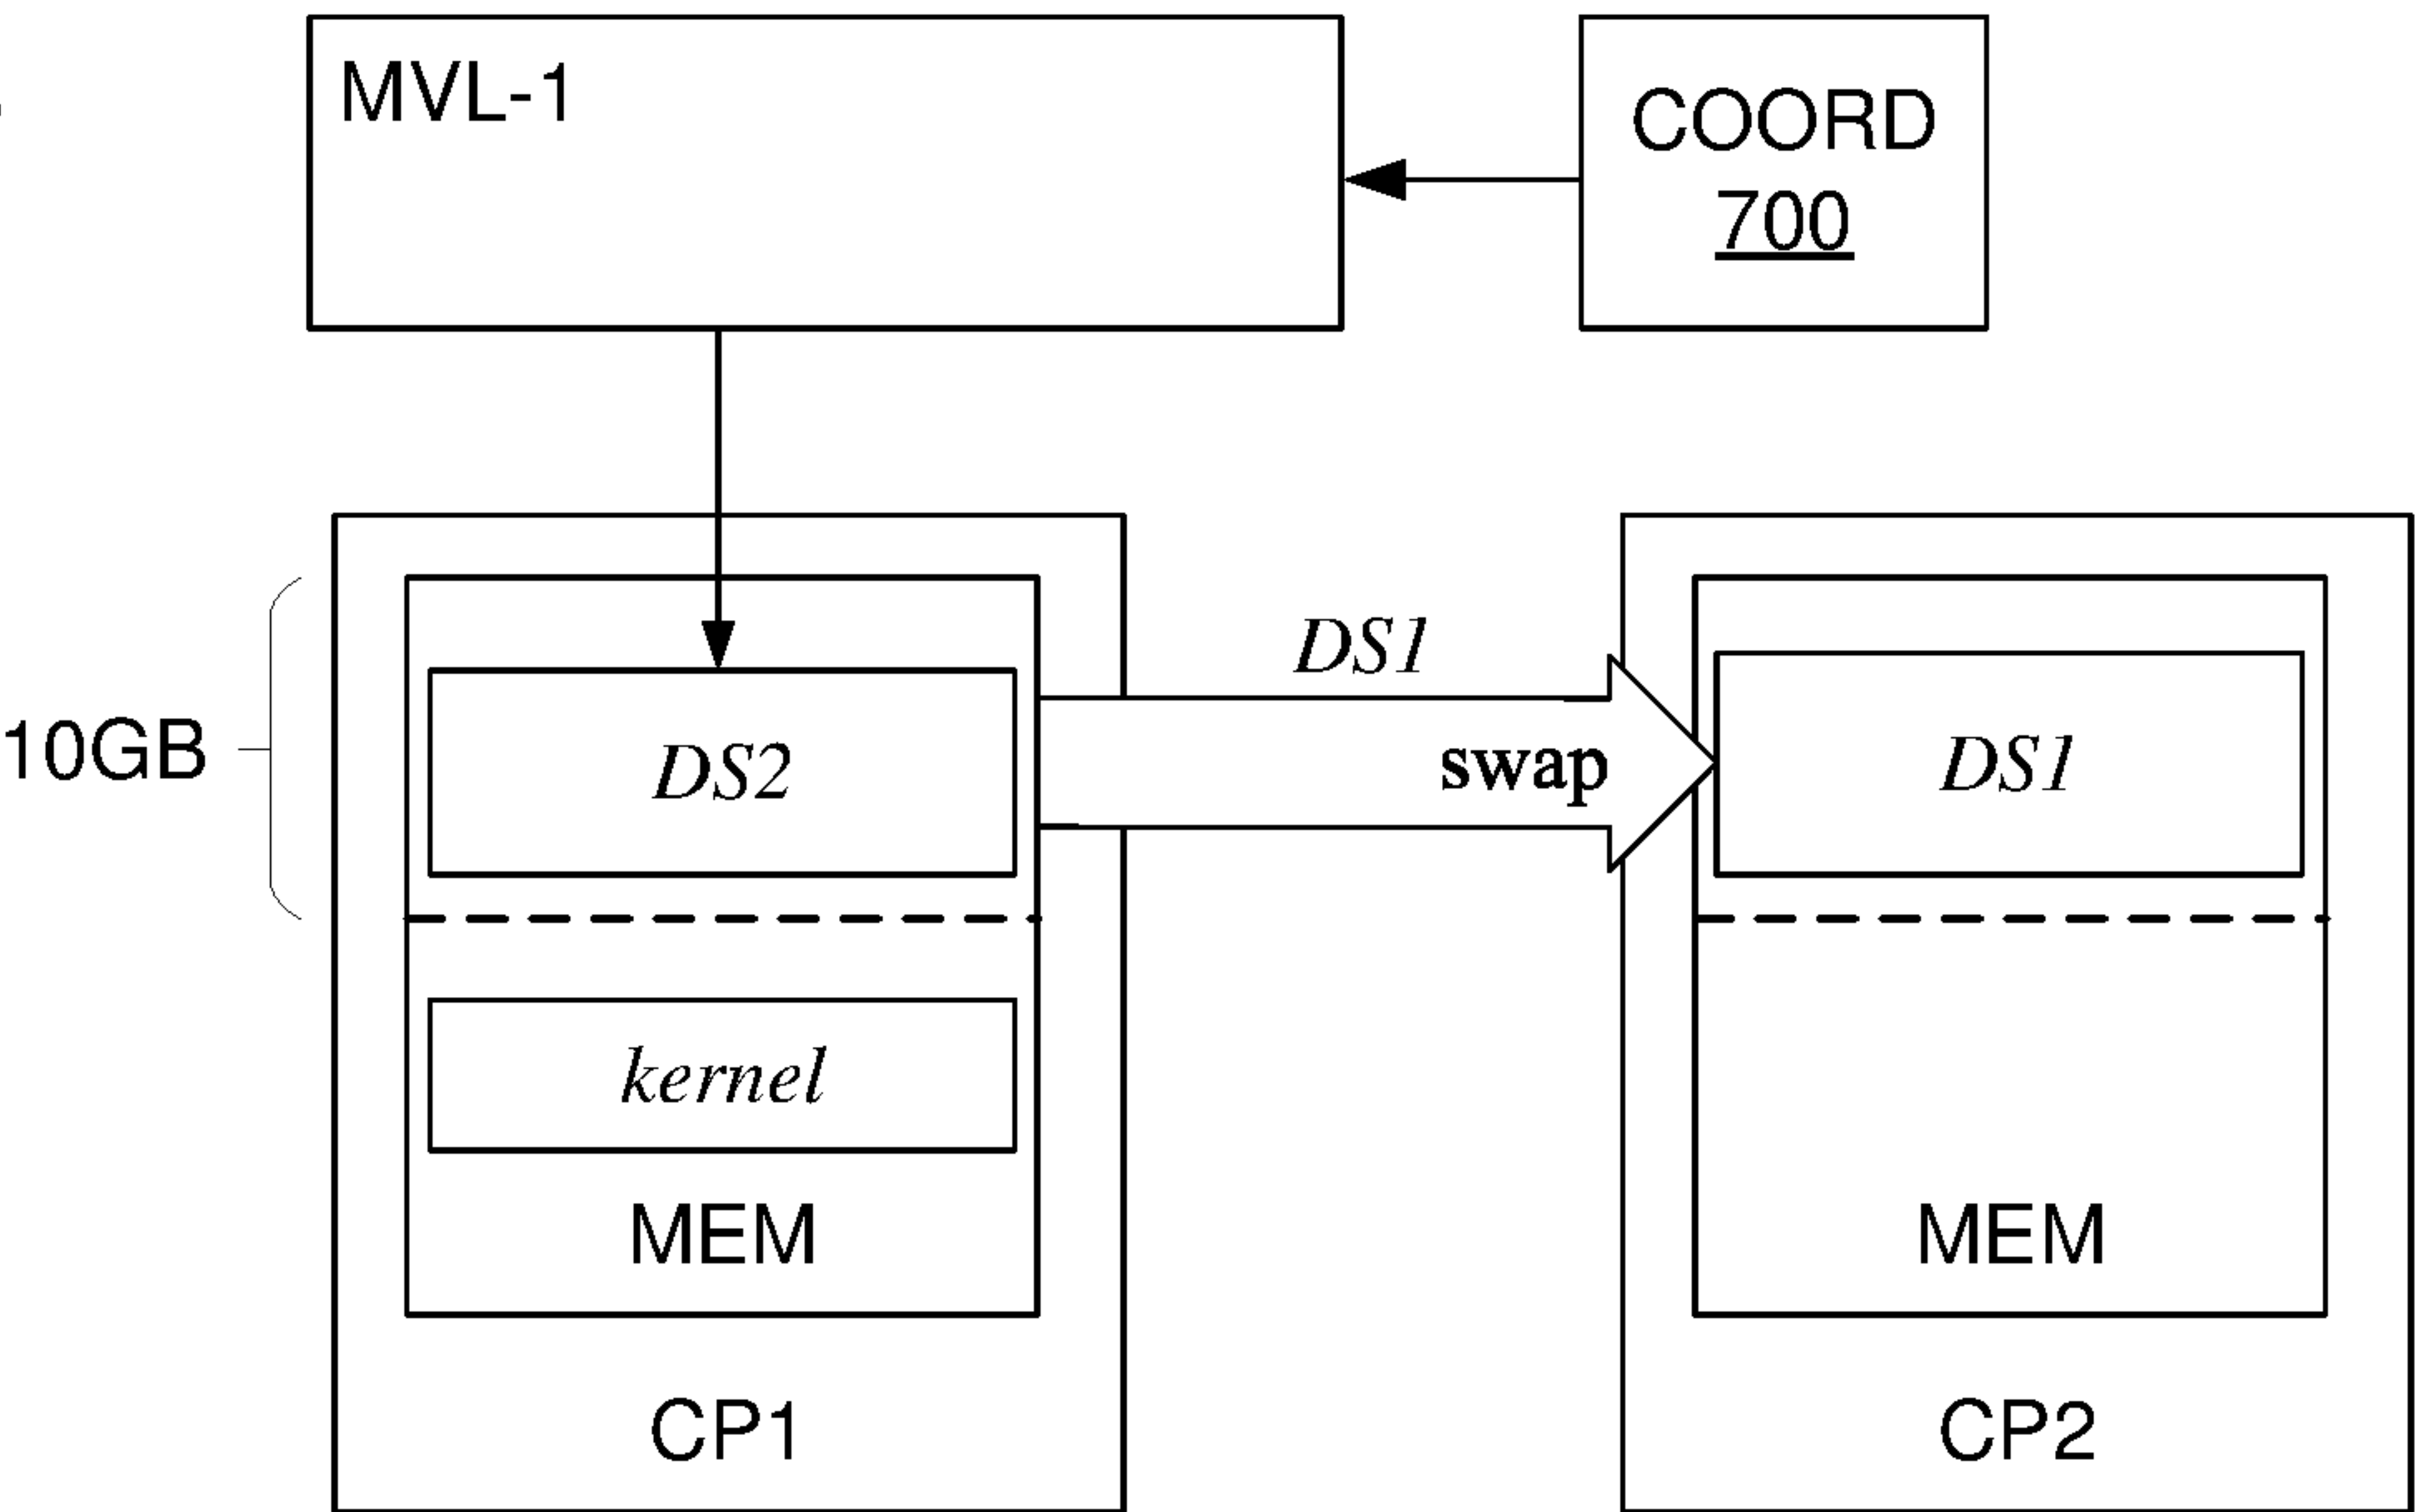 MVL-1
COORD
700
DS1
10GB
DS2
swap
DS1
kernel
MEM
MEM
CP1
CP2